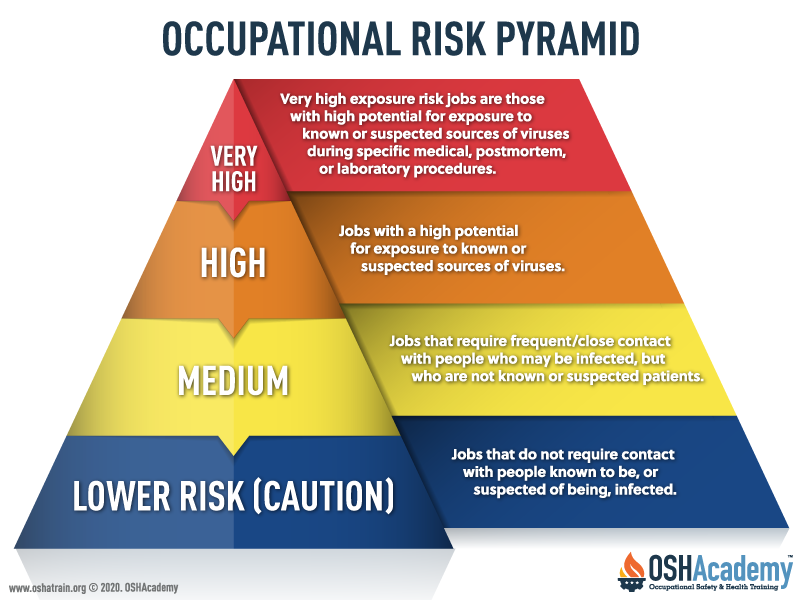 OCCUPATIONAL RISK PYRAMID
VERY
HIGH
Very high exposure risk jobs are those
with high potential for exposure to
known or suspected sources of viruses
during specific medical, postmortem,
or laboratory procedures.
HIGH
Jobs with a high potential
for exposure to known or
suspected sources of viruses.
MEDIUM
Jobs that require frequent/close contact
with people who may be infected, but
who are not known or suspected patients.
LOWER RISK (CAUTION)
Jobs that do not require contact
with people known to be, or
suspected of being, infected.
www.oshatrain.org © 2020. OSHAcademy
OSHAcademy™
Occupational Safety & Health Training